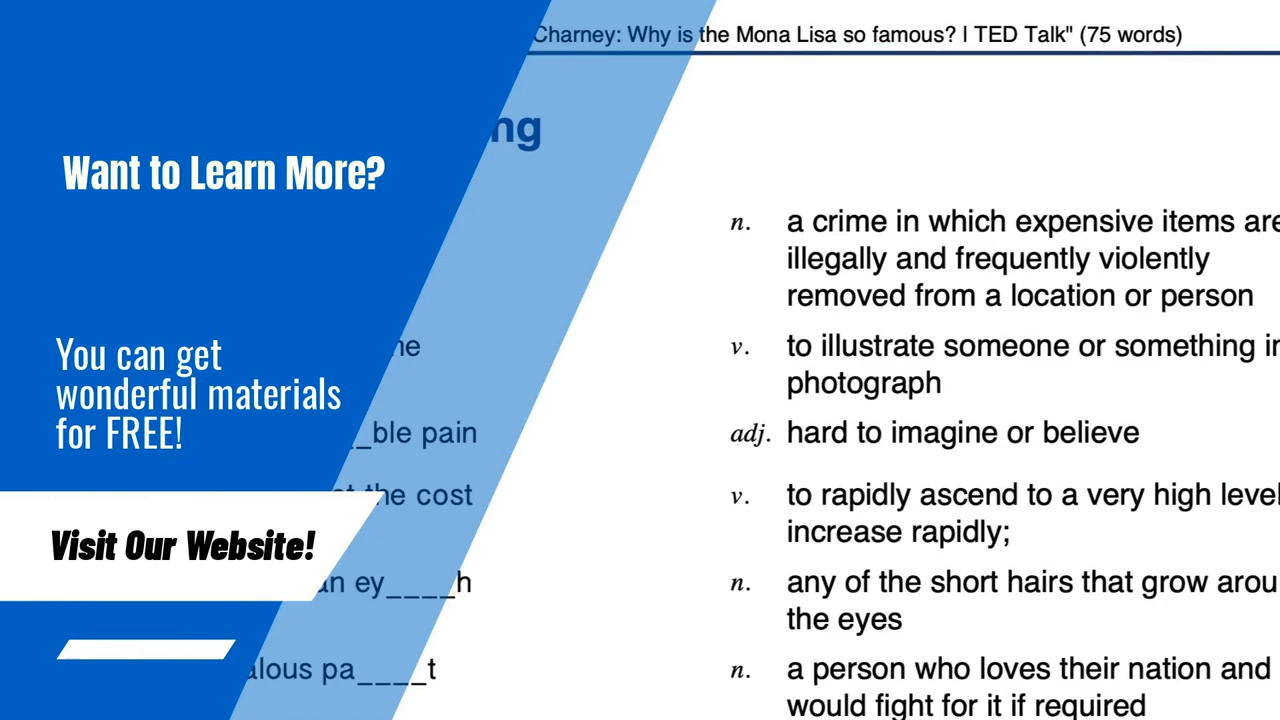 Charney: Why is the Mona Lisa so famous? | TED Talk" (75 words)
Want to Learn More?
You can get
wonderful materials
for FREE!
Visit Our Website!
ng
n. a crime in which expensive items are
illegally and frequently violently
removed from a location or person
ne
v. to illustrate someone or something in
photograph
__ble pain
adj. hard to imagine or believe
the cost
v. to rapidly ascend to a very high level
increase rapidly;
an ey____h
n. any of the short hairs that grow arou
the eyes
alous pa____t
n. a person who loves their nation and
would fight for it if required